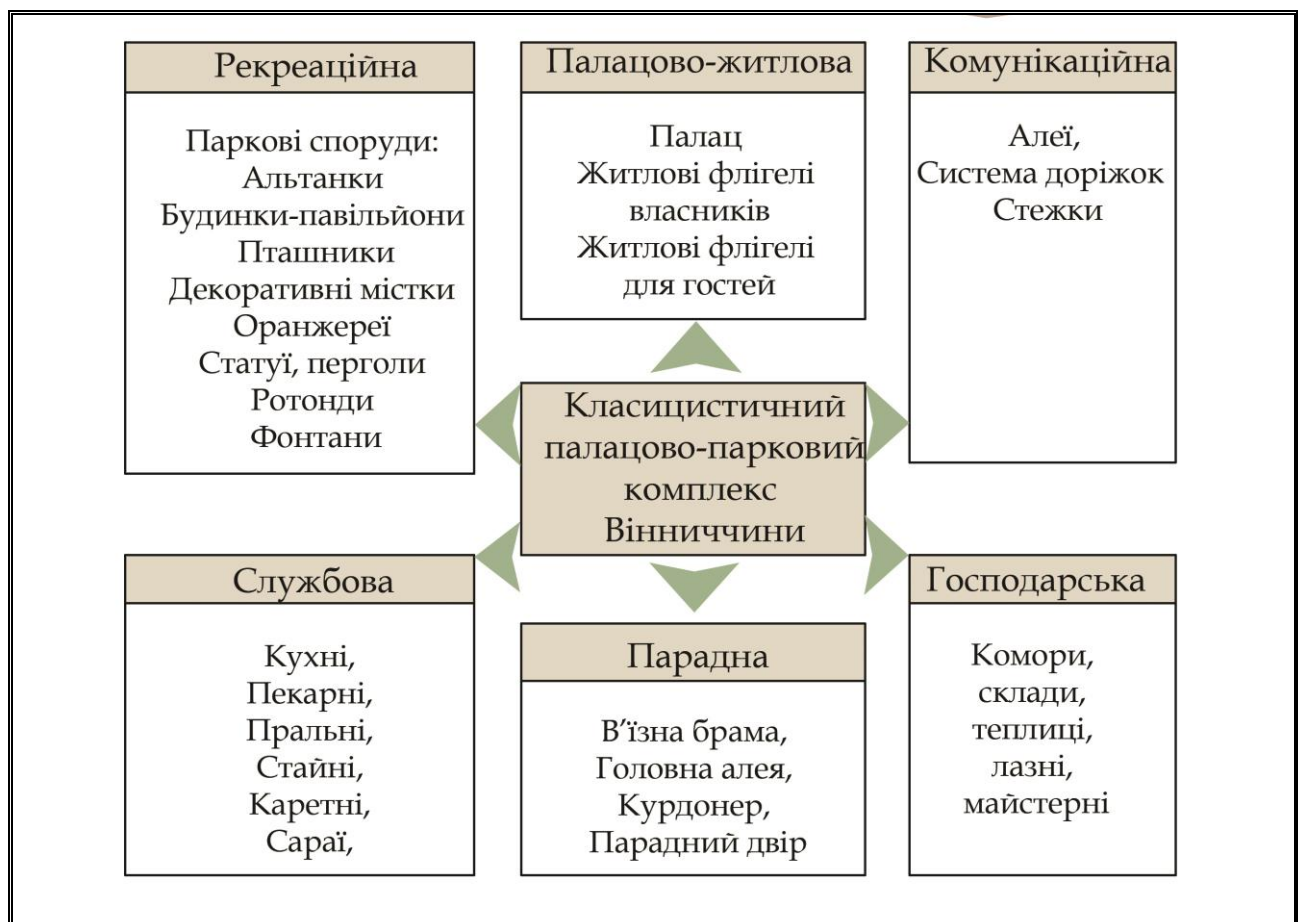 Рекреаційна
Паркові споруди:
Альтанки
Будинки-павільйони
Пташники
Декоративні містки
Оранжереї
Статуї, перголи
Ротонди
Фонтани
Палацово-житлова
Палац
Житлові флігелі
власників
Житлові флігелі
для гостей
Комунікаційна
Алеї,
Система доріжок
Стежки
Класицистичний
палацово-парковий
комплекс
Вінниччини
Службова
Кухні,
Пекарні,
Пральні,
Стайні,
Каретні,
Сараї,
Парадна
В’їзна брама,
Головна алея,
Курдонер,
Парадний двір
Господарська
Комори,
склади,
теплиці,
лазні,
майстерні